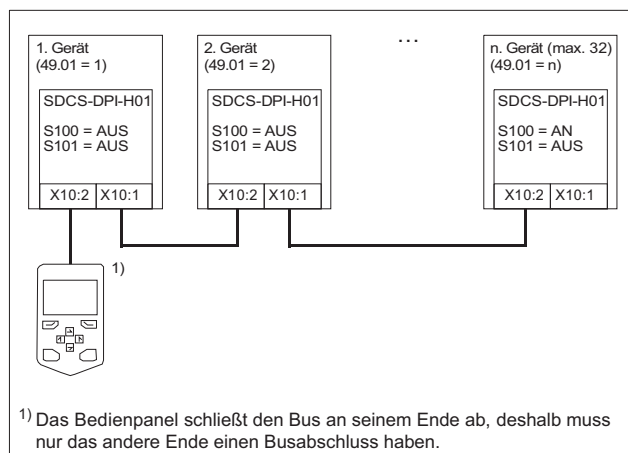 1. Gerät
(49.01 = 1)
SDCS-DPI-H01
S100 = AUS
S101 = AUS
X10:2 X10:1
2. Gerät
(49.01 = 2)
SDCS-DPI-H01
S100 = AUS
S101 = AUS
X10:2 X10:1
...
n. Gerät (max. 32)
(49.01 = n)
SDCS-DPI-H01
S100 = AN
S101 = AUS
X10:2 X10:1
1)
1) Das Bedienpanel schließt den Bus an seinem Ende ab, deshalb muss
nur das andere Ende einen Busabschluss haben.